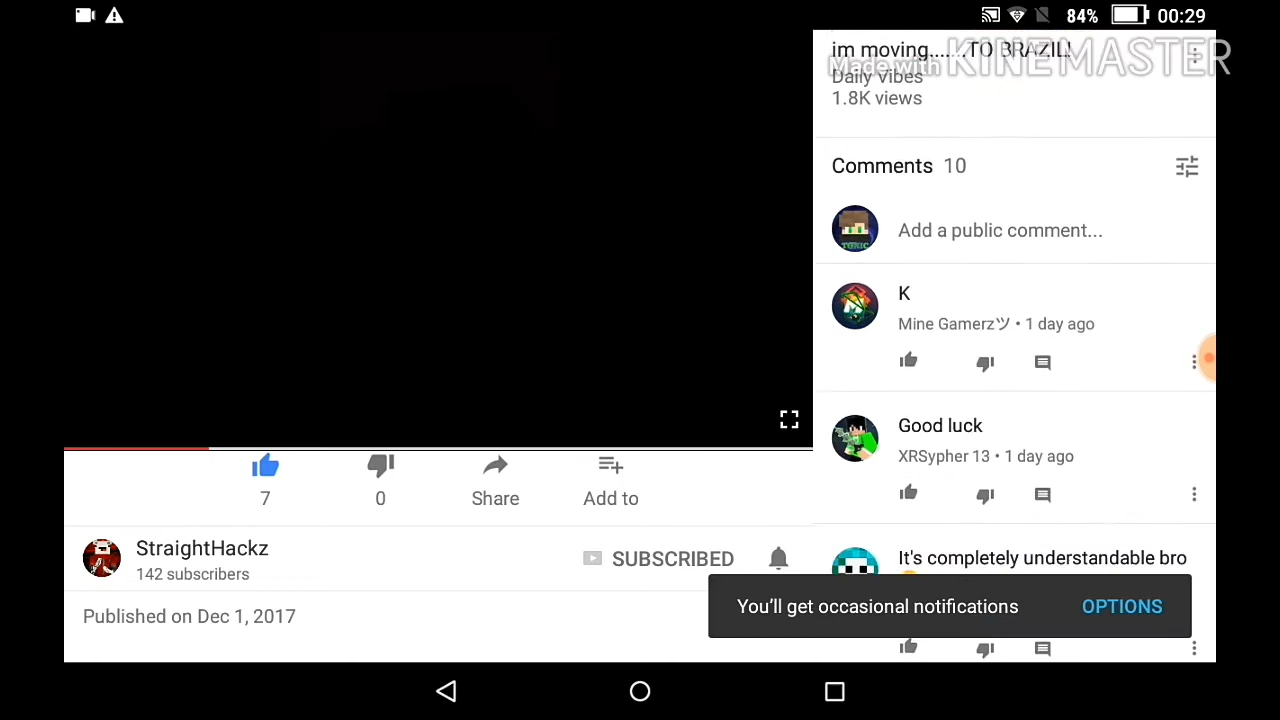 84% 00:29
im moving.......TO BRAZIL!
Made with KINEMASTER
Daily Vibes
1.8K views
Comments 10
TOXIC
Add a public comment...
K
Mine Gamerzツ • 1 day ago
Good luck
XRSypher 13 • 1 day ago
It's completely understandable bro
7 0 Share Add to
StraightHackz
142 subscribers
SUBSCRIBED
Published on Dec 1, 2017
You'll get occasional notifications OPTIONS